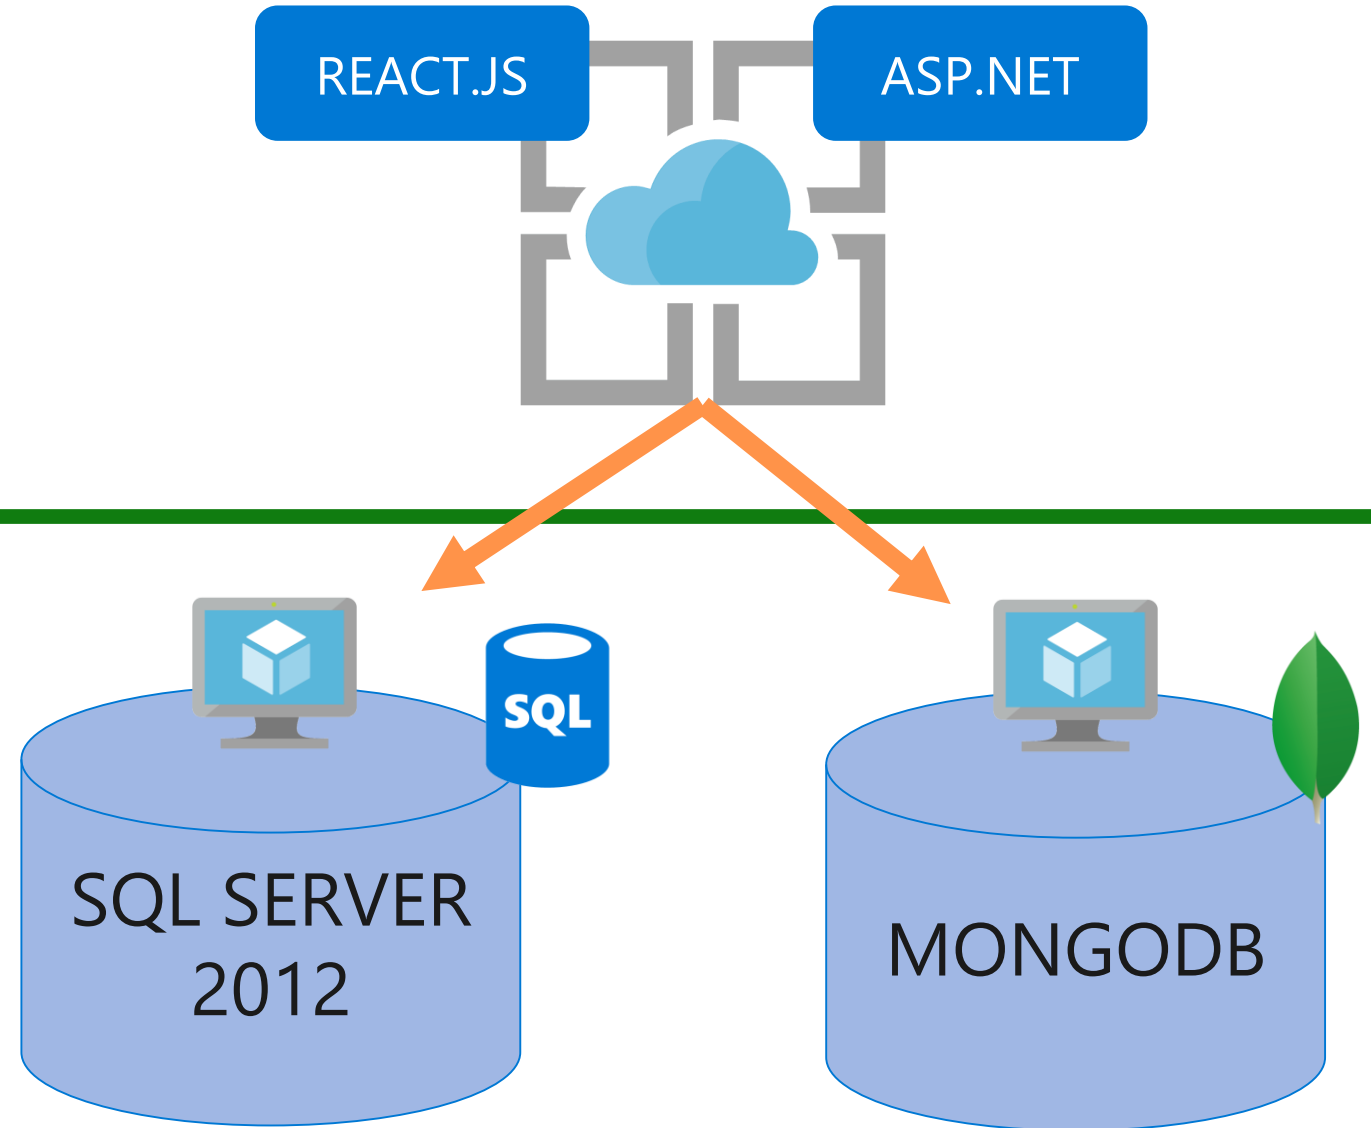 REACT.JS
ASP.NET
SQL
SQL SERVER
2012
MONGODB